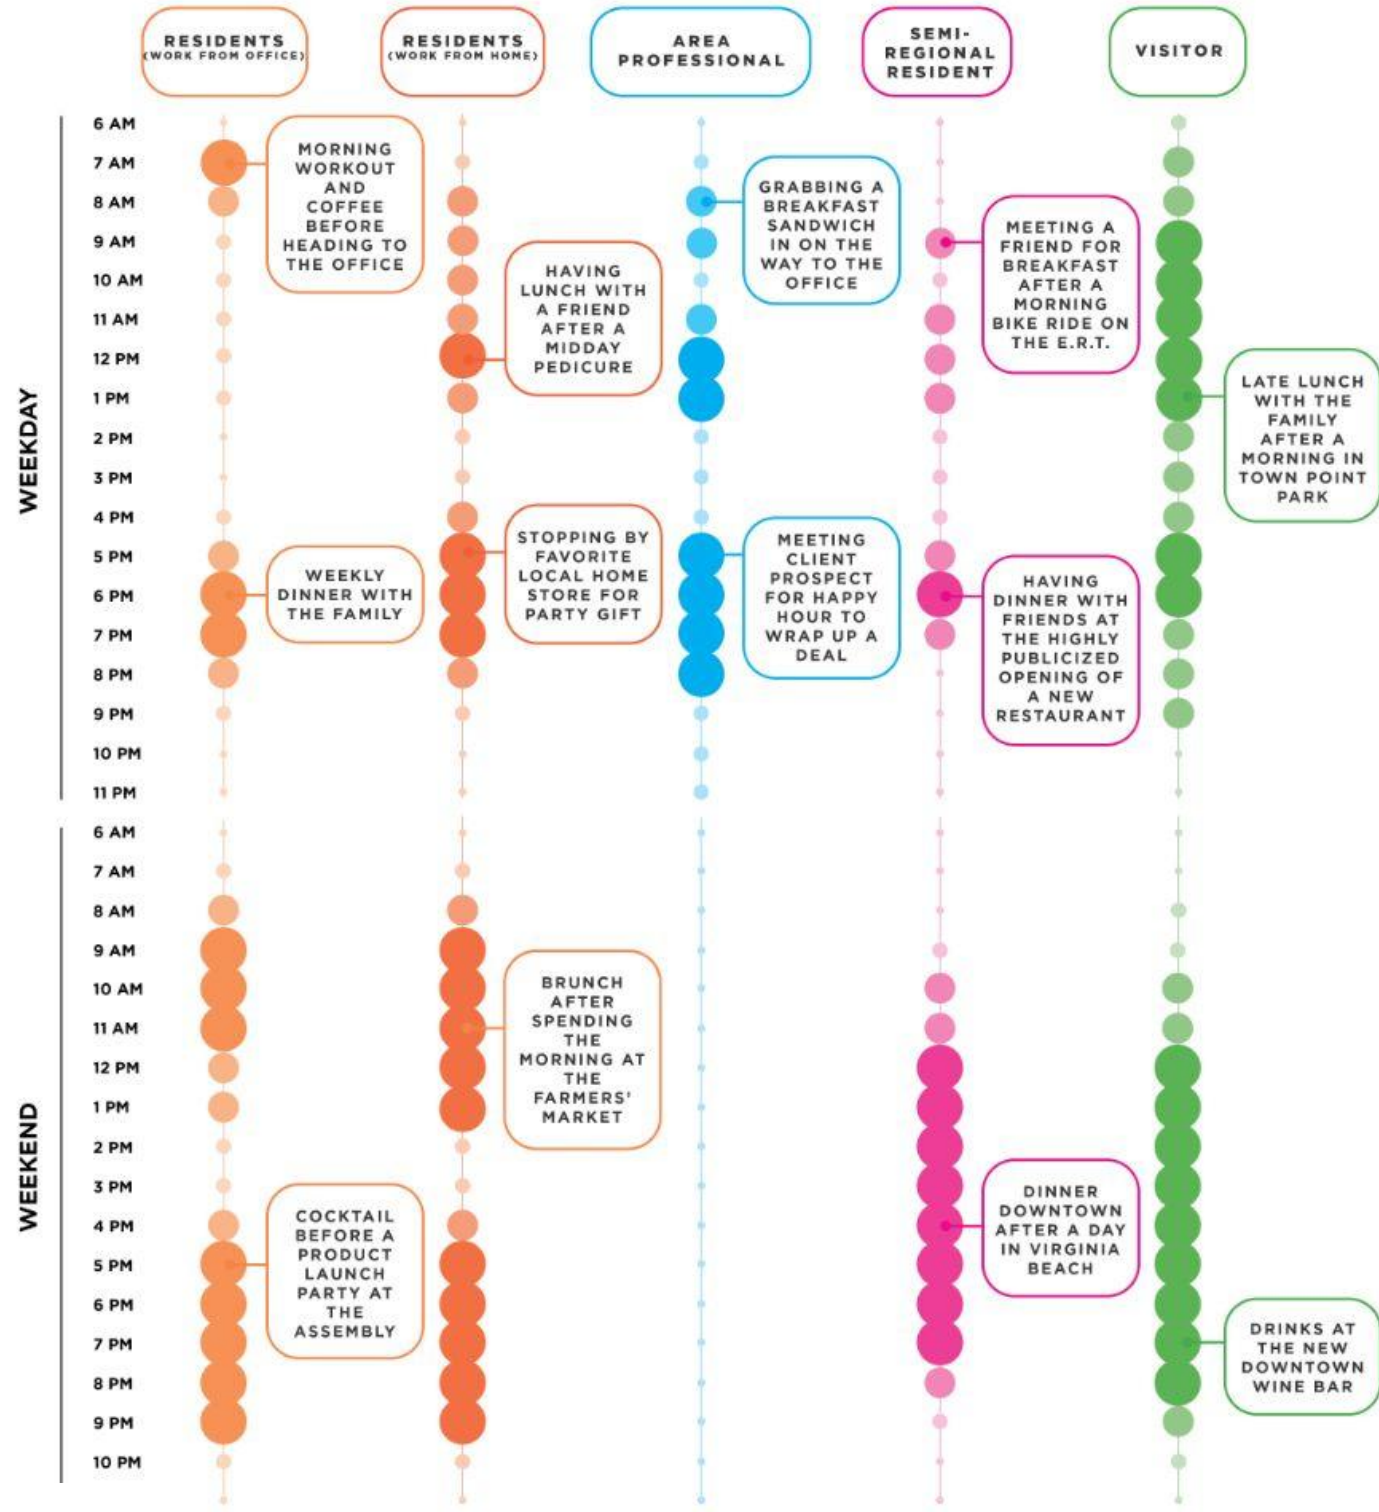 RESIDENTS
(WORK FROM OFFICE)
RESIDENTS
(WORK FROM HOME)
AREA
PROFESSIONAL
SEMI-
REGIONAL
RESIDENT
VISITOR
WEEKDAY
6 AM
7 AM
8 AM
9 AM
10 AM
11 AM
12 PM
1 PM
2 PM
3 PM
4 PM
5 PM
6 PM
7 PM
8 PM
9 PM
10 PM
11 PM
MORNING
WORKOUT
AND
COFFEE
BEFORE
HEADING TO
THE OFFICE
WEEKLY
DINNER WITH
THE FAMILY
HAVING
LUNCH WITH
A FRIEND
AFTER A
MIDDAY
PEDICURE
STOPPING BY
FAVORITE
LOCAL HOME
STORE FOR
PARTY GIFT
GRABBING A
BREAKFAST
SANDWICH
IN ON THE
WAY TO THE
OFFICE
MEETING
CLIENT
PROSPECT
FOR HAPPY
HOUR TO
WRAP UP A
DEAL
MEETING A
FRIEND FOR
BREAKFAST
AFTER A
MORNING
BIKE RIDE ON
THE E.R.T.
HAVING
DINNER WITH
FRIENDS AT
THE HIGHLY
PUBLICIZED
OPENING OF
A NEW
RESTAURANT
LATE LUNCH
WITH THE
FAMILY
AFTER A
MORNING IN
TOWN POINT
PARK
WEEKEND
6 AM
7 AM
8 AM
9 AM
10 AM
11 AM
12 PM
1 PM
2 PM
3 PM
4 PM
5 PM
6 PM
7 PM
8 PM
9 PM
10 PM
COCKTAIL
BEFORE A
PRODUCT
LAUNCH
PARTY AT
THE
ASSEMBLY
BRUNCH
AFTER
SPENDING
THE
MORNING AT
THE
FARMERS'
MARKET
DINNER
DOWNTOWN
AFTER A DAY
IN VIRGINIA
BEACH
DRINKS AT
THE NEW
DOWNTOWN
WINE BAR